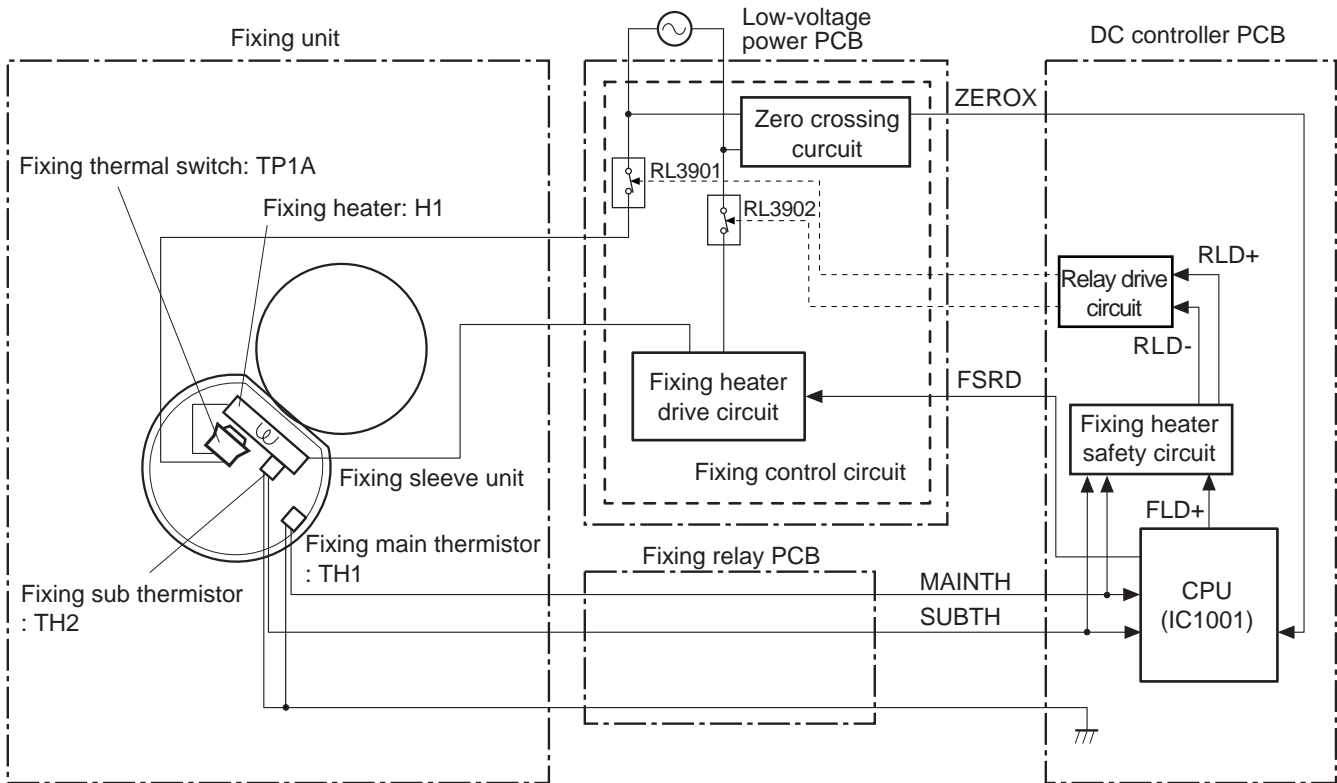 Fixing unit
Low-voltage
power PCB
DC controller PCB
ZEROX
Zero crossing
curcuit
Fixing thermal switch: TP1A
RL3901
Fixing heater: H1
RL3902
RLD+
Relay drive
circuit
RLD-
Fixing heater
drive circuit
FSRD
Fixing heater
safety circuit
Fixing control circuit
Fixing sleeve unit
FLD+
Fixing main thermistor
: TH1
Fixing relay PCB
MAINTH
CPU
(IC1001)
Fixing sub thermistor
: TH2
SUBTH